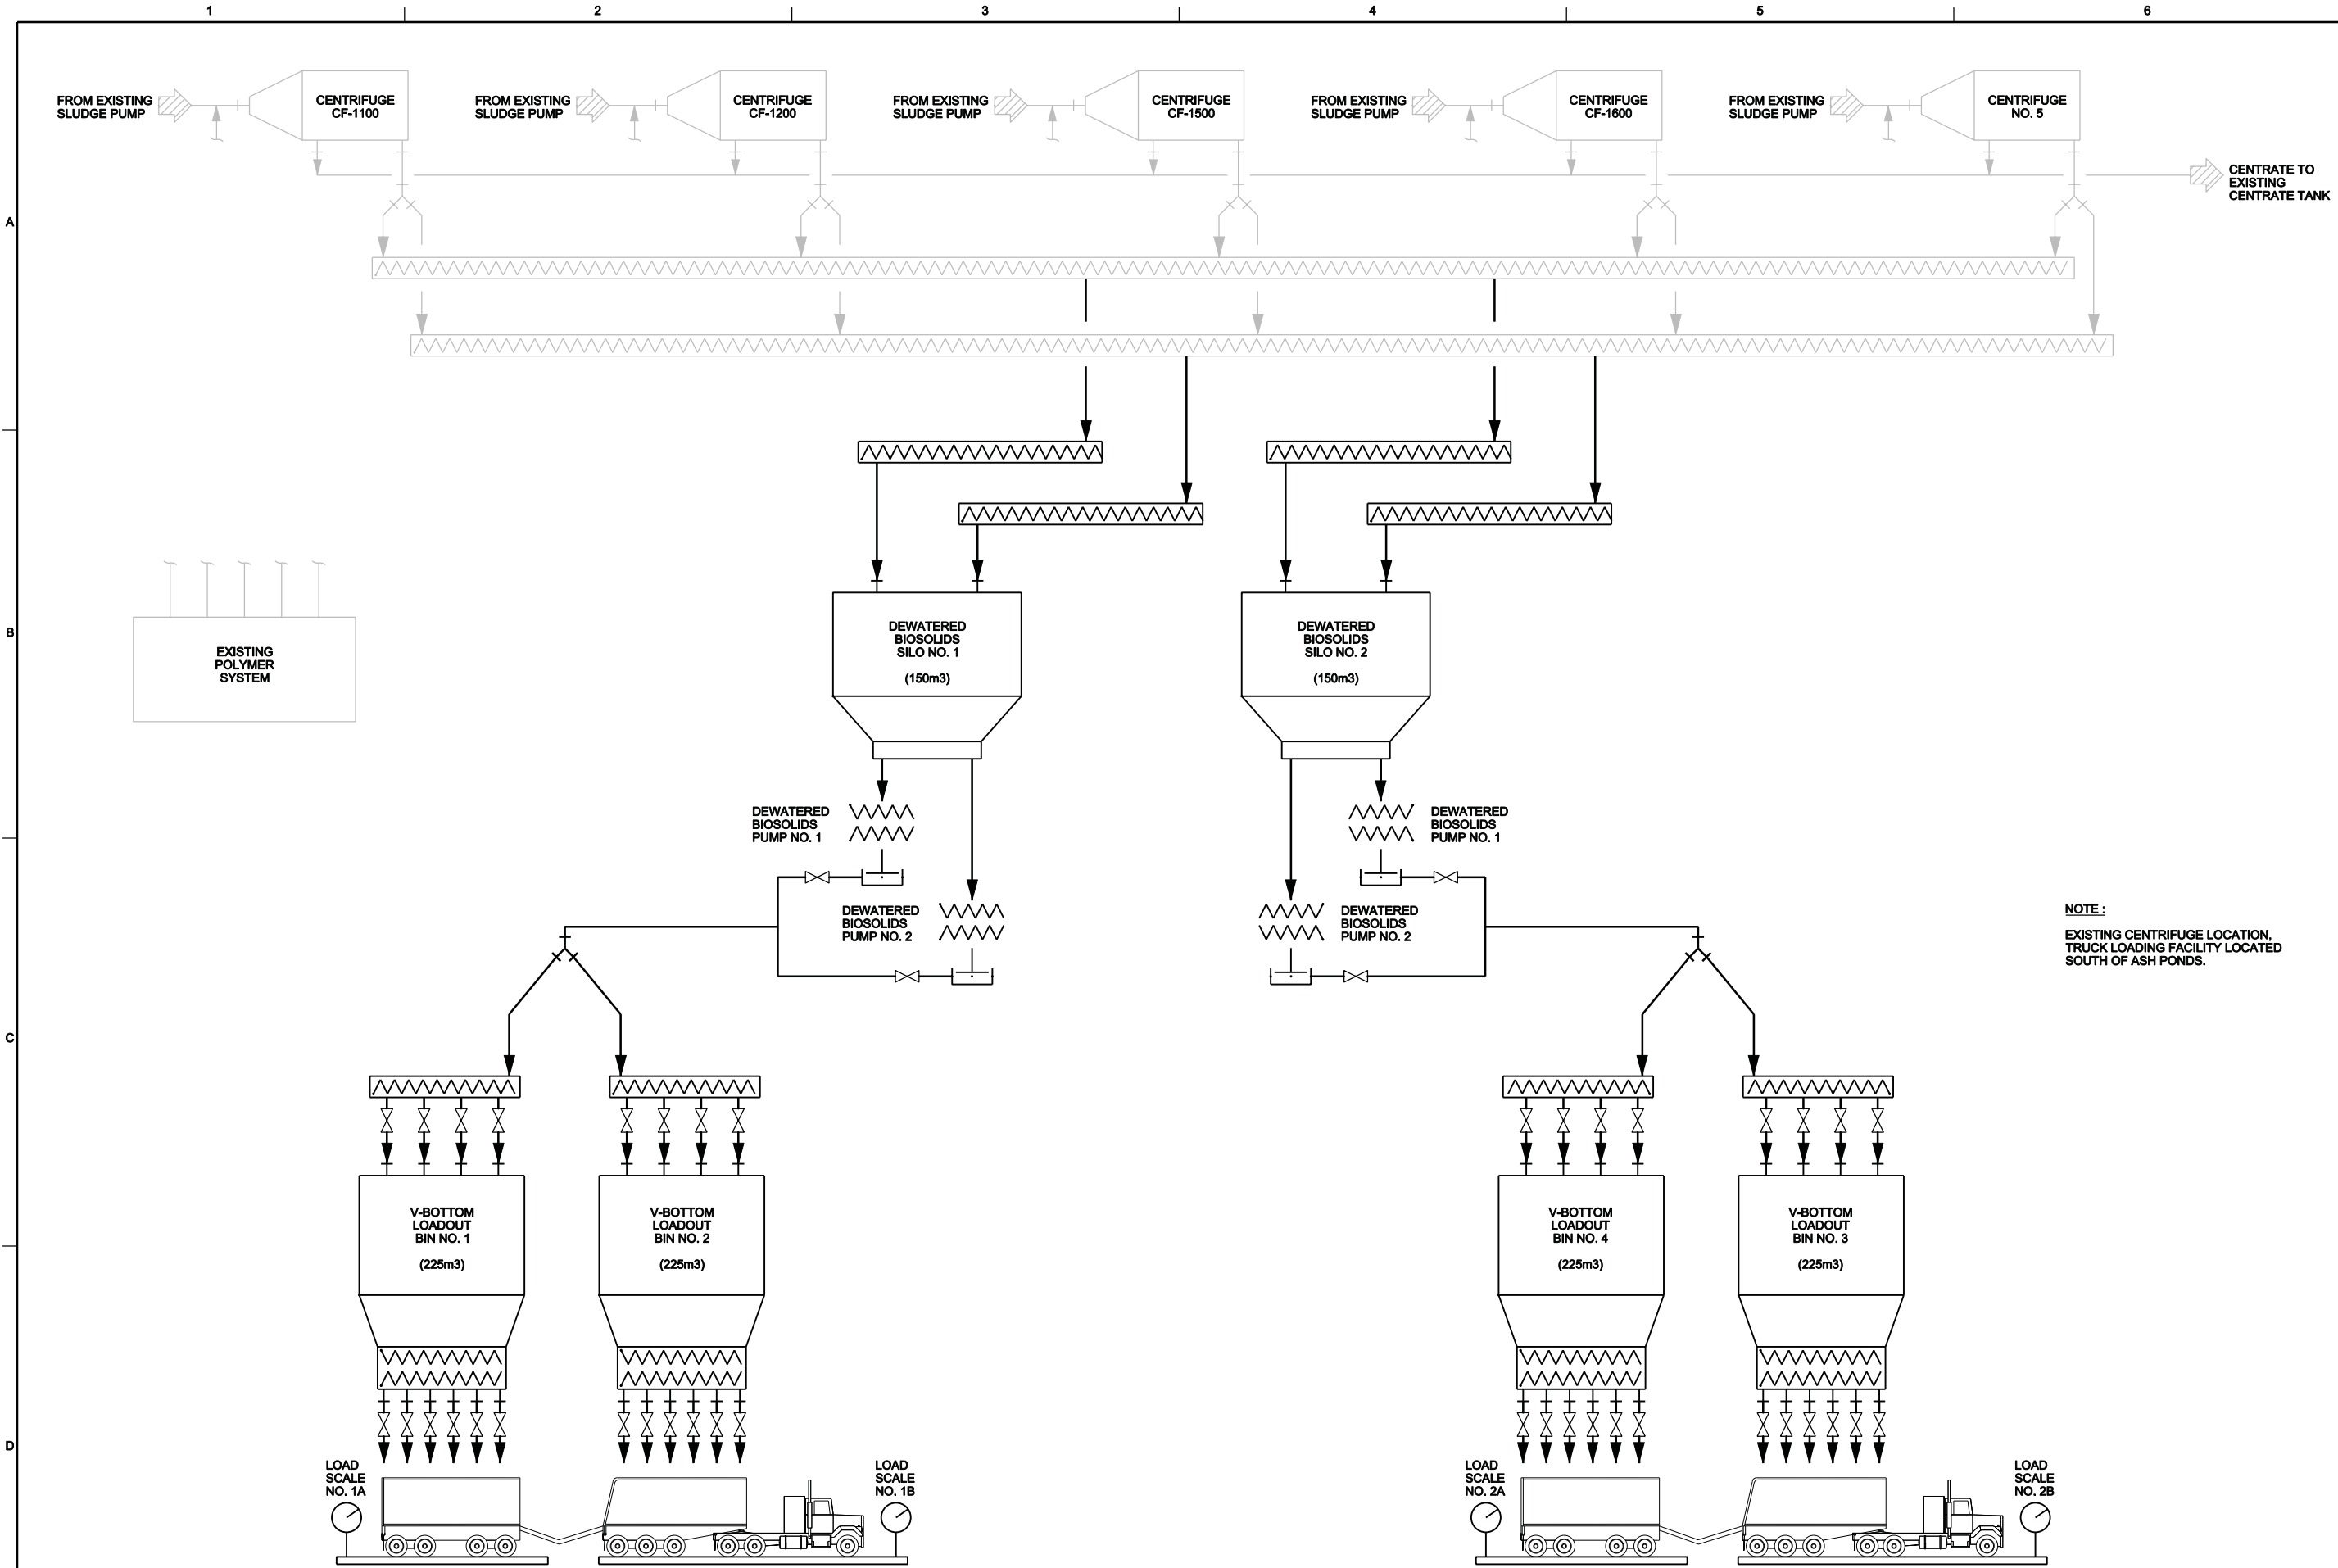 1
2
3
4
5
6
FROM EXISTING
SLUDGE PUMP
CENTRIFUGE
CF-1100
FROM EXISTING
SLUDGE PUMP
CENTRIFUGE
CF-1200
FROM EXISTING
SLUDGE PUMP
CENTRIFUGE
CF-1500
FROM EXISTING
SLUDGE PUMP
CENTRIFUGE
CF-1600
FROM EXISTING
SLUDGE PUMP
CENTRIFUGE
NO. 5
CENTRATE TO
EXISTING
CENTRATE TANK
A
B
EXISTING
POLYMER
SYSTEM
DEWATERED
BIOSOLIDS
SILO NO. 1
(150m3)
DEWATERED
BIOSOLIDS
SILO NO. 2
(150m3)
DEWATERED
BIOSOLIDS
PUMP NO. 1
DEWATERED
BIOSOLIDS
PUMP NO. 1
DEWATERED
BIOSOLIDS
PUMP NO. 2
DEWATERED
BIOSOLIDS
PUMP NO. 2
NOTE :
EXISTING CENTRIFUGE LOCATION,
TRUCK LOADING FACILITY LOCATED
SOUTH OF ASH PONDS.
C
V-BOTTOM
LOADOUT
BIN NO. 1
(225m3)
V-BOTTOM
LOADOUT
BIN NO. 2
(225m3)
V-BOTTOM
LOADOUT
BIN NO. 4
(225m3)
V-BOTTOM
LOADOUT
BIN NO. 3
(225m3)
D
LOAD
SCALE
NO. 1A
LOAD
SCALE
NO. 1B
LOAD
SCALE
NO. 2A
LOAD
SCALE
NO. 2B